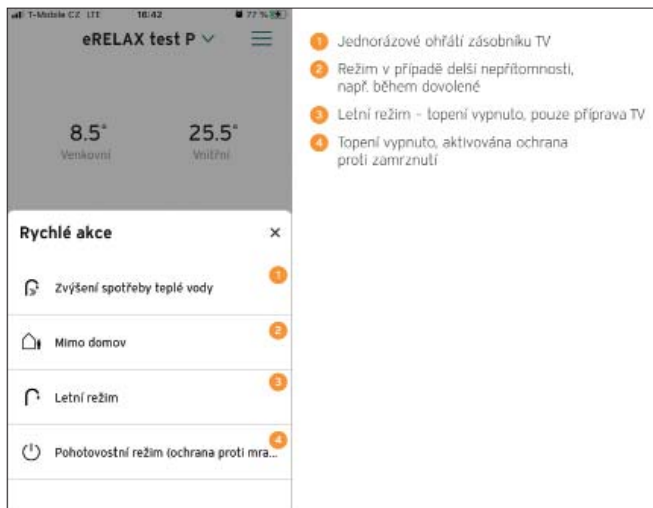 T-Mobile CZ LTE 16:42 77 %
eRELAX test P
8.5°
25.5°
Venkovní
Vnitřní
Rychlé akce ×
Zvýšení spotřeby teplé vody 1
Mimo domov 2
Letní režim 3
Pohotovostní režim (ochrana proti mra... 4
1 Jednorázové ohřátí zásobníku TV
2 Režim v případě delší nepřítomnosti,
např. během dovolené
3 Letní režim - topení vypnuto, pouze příprava TV
4 Topení vypnuto, aktivována ochrana
proti zamrznutí